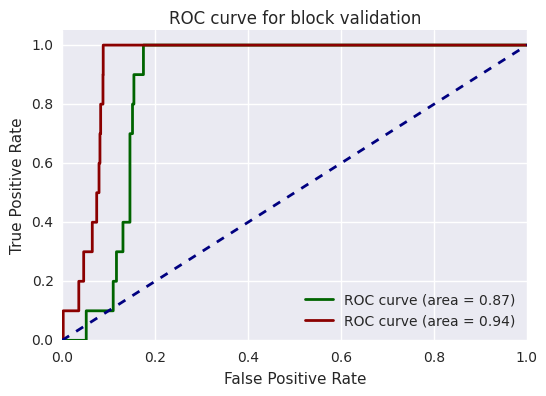 ROC curve for block validation
True Positive Rate
1.0
0.8
0.6
0.4
0.2
0.0
ROC curve (area = 0.87)
ROC curve (area = 0.94)
0.0 0.2 0.4 0.6 0.8 1.0
False Positive Rate